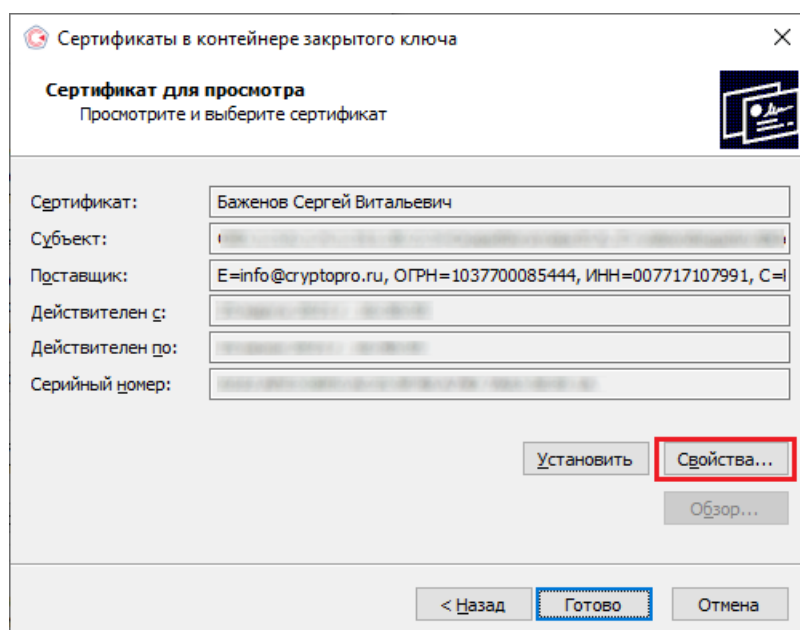 Сертификаты в контейнере закрытого ключа
Сертификат для просмотра
Просмотрите и выберите сертификат
Сертификат: Баженов Сергей Витальевич
Субъект:
Поставщик: E=info@cryptopro.ru, ОГРН=1037700085444, ИНН=007717107991, C=
Действителен с:
Действителен по:
Серийный номер:
Установить Свойства...
Обзор...
< Назад Готово Отмена